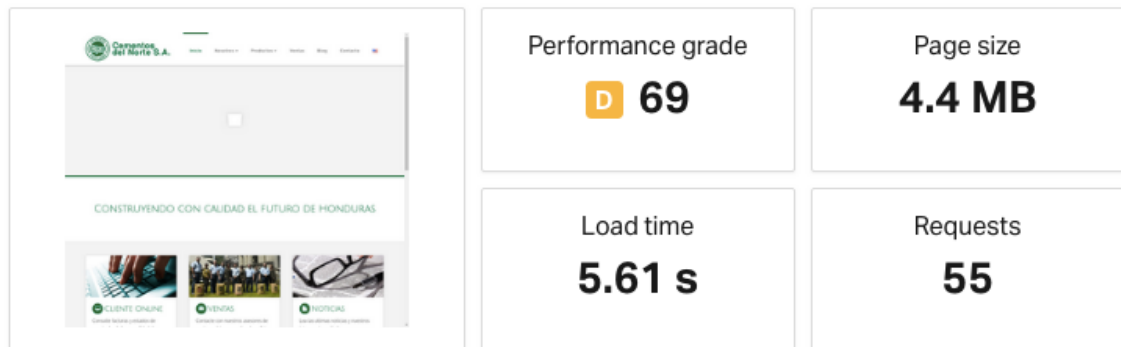 Cementos
del Norte S.A.
Inicio Nosotros Productos Ventas Blog Contacto
CONSTRUYENDO CON CALIDAD EL FUTURO DE HONDURAS
CLIENTE ONLINE
VENTAS
NOTICIAS
Performance grade
D 69
Page size
4.4 MB
Load time
5.61 s
Requests
55